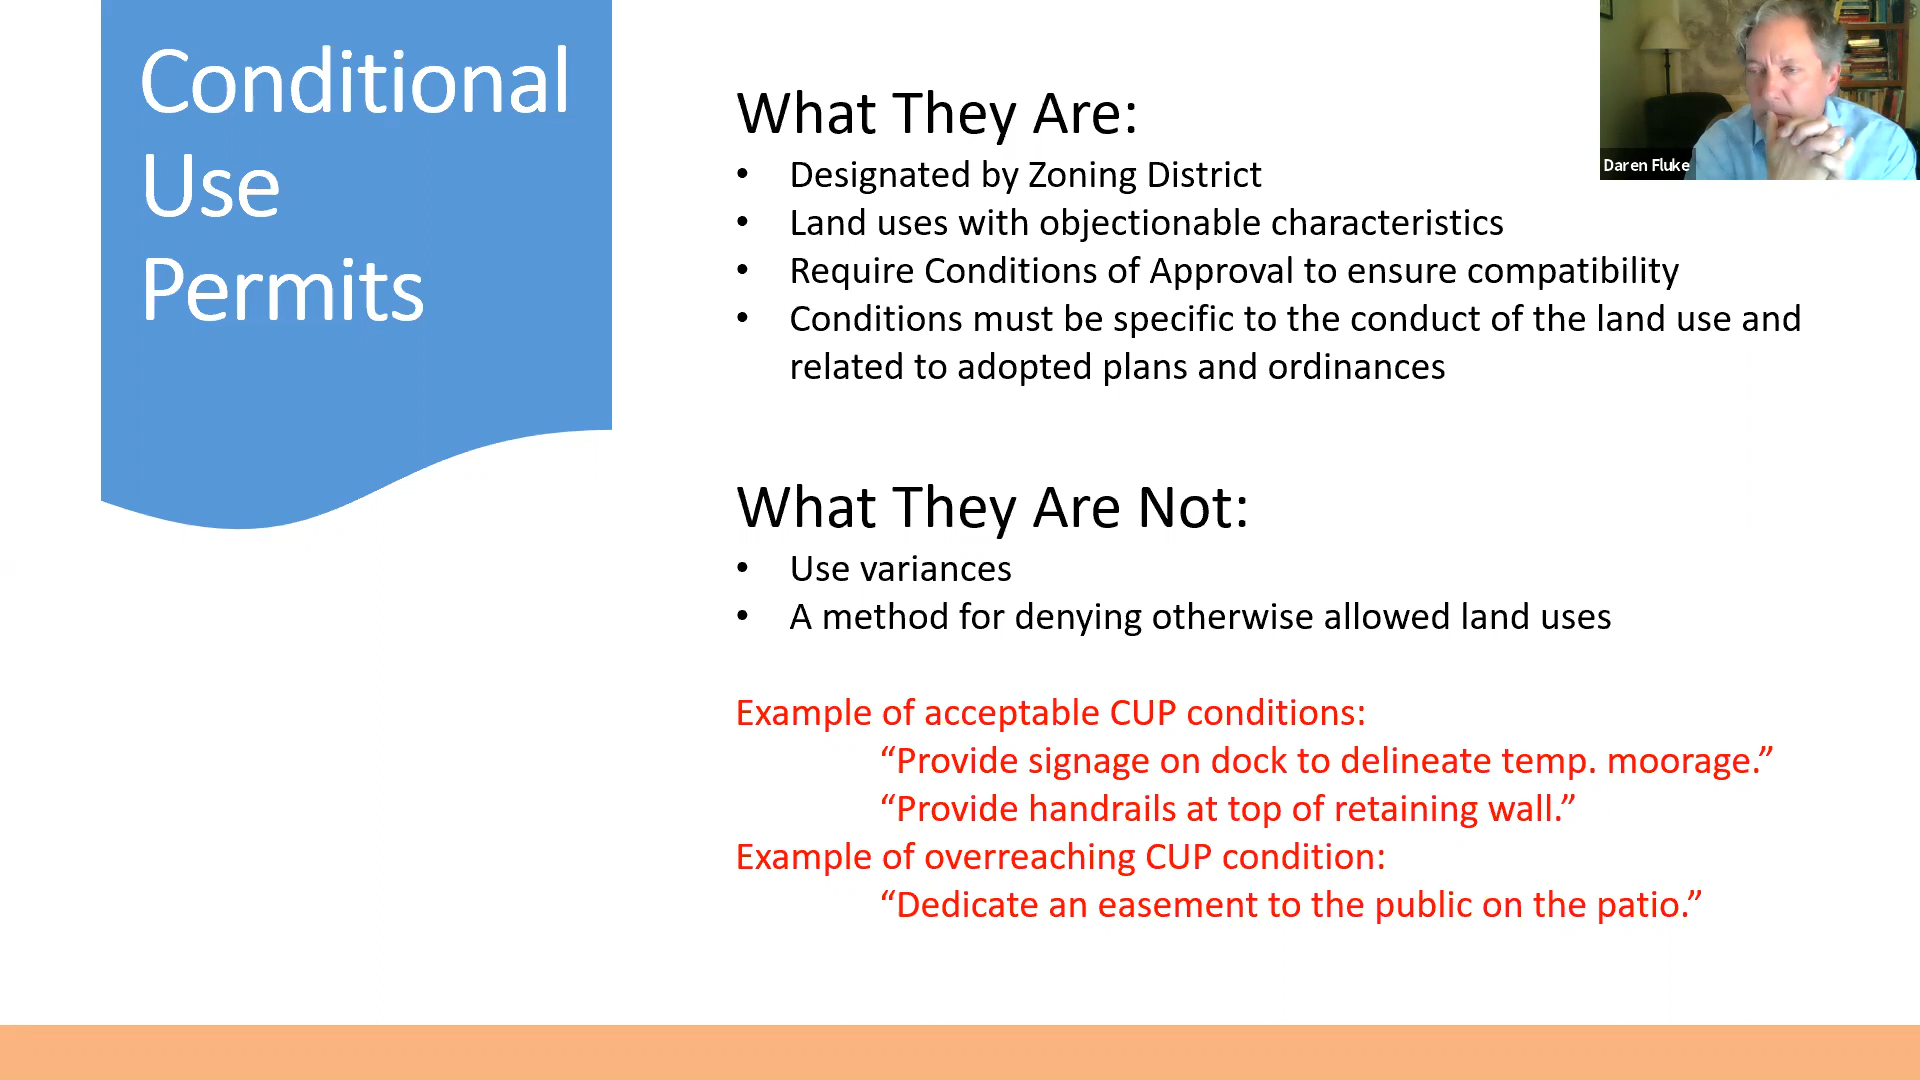 Conditional
Use
Permits
What They Are:
• Designated by Zoning District
• Land uses with objectionable characteristics
• Require Conditions of Approval to ensure compatibility
• Conditions must be specific to the conduct of the land use and
related to adopted plans and ordinances
What They Are Not:
• Use variances
• A method for denying otherwise allowed land uses
Example of acceptable CUP conditions:
“Provide signage on dock to delineate temp. moorage.”
“Provide handrails at top of retaining wall.”
Example of overreaching CUP condition:
“Dedicate an easement to the public on the patio.”
Daren Fluke